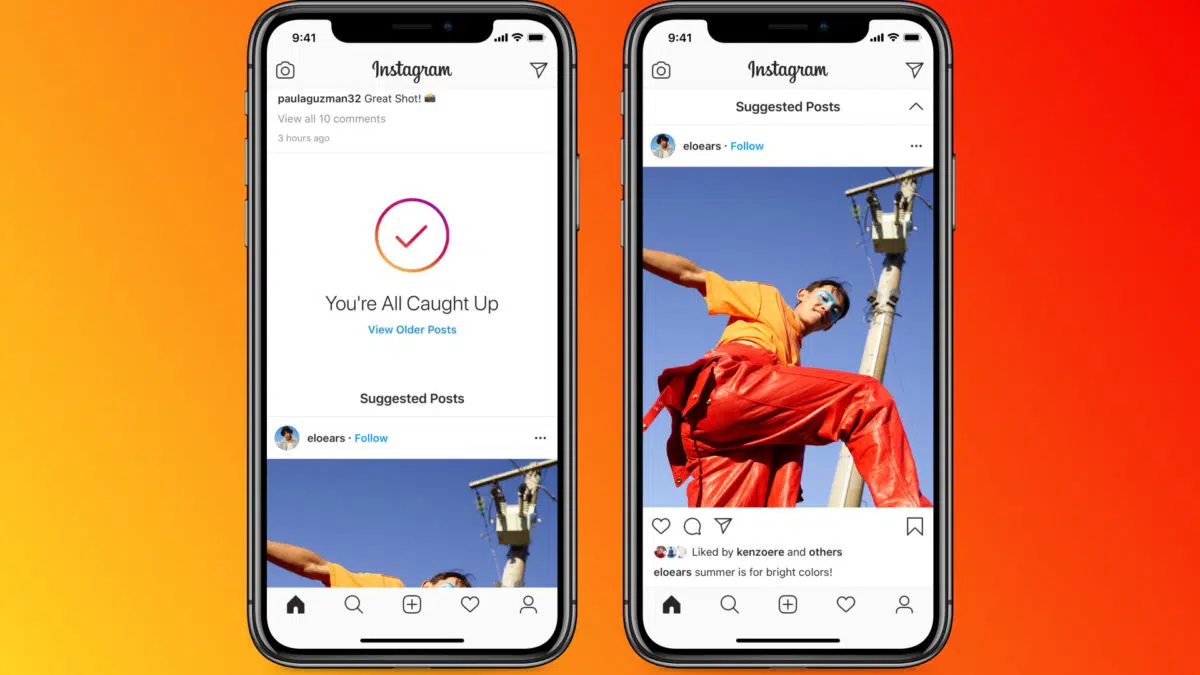 9:41
Instagram
paulaguzman32 Great Shot! 📸
View all 10 comments
3 hours ago
You're All Caught Up
View Older Posts
Suggested Posts
eloears · Follow
9:41
Instagram
Suggested Posts
eloears · Follow
Liked by kenzoere and others
eloears summer is for bright colors!